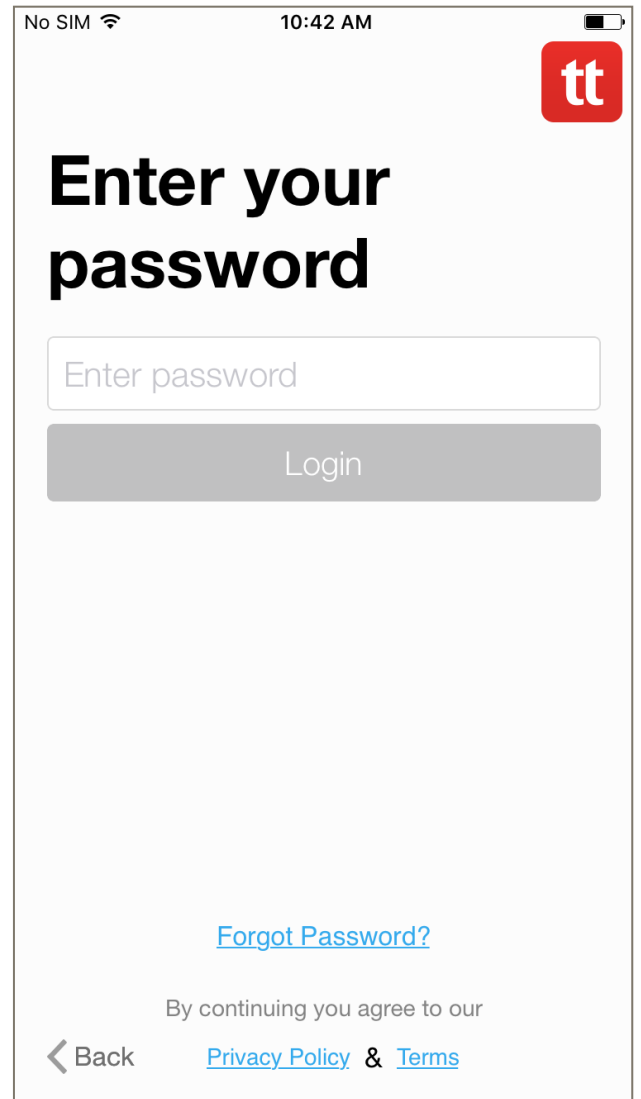 No SIM 10:42 AM
tt
Enter your
password
Enter password
Login
Forgot Password?
By continuing you agree to our
Back Privacy Policy & Terms